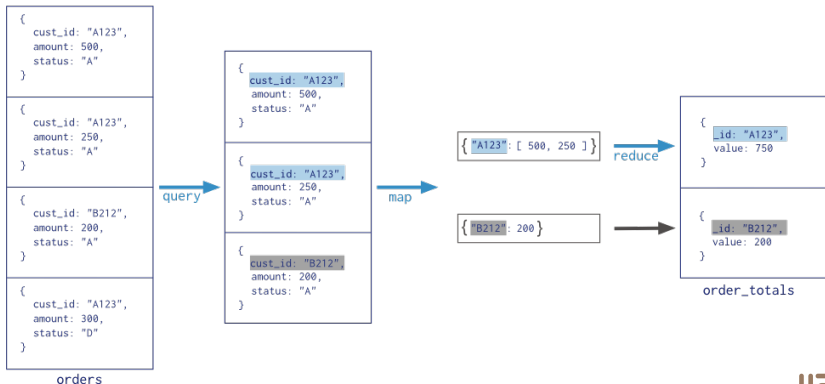 {
cust_id: "A123",
amount: 500,
status: "A"
}
{
cust_id: "A123",
amount: 250,
status: "A"
}
{
cust_id: "B212",
amount: 200,
status: "A"
}
{
cust_id: "A123",
amount: 300,
status: "D"
}
orders
query
{
cust_id: "A123",
amount: 500,
status: "A"
}
{
cust_id: "A123",
amount: 250,
status: "A"
}
{
cust_id: "B212",
amount: 200,
status: "A"
}
map
{ "A123": [ 500, 250 ] }
{ "B212": 200 }
reduce
{
_id: "A123",
value: 750
}
{
_id: "B212",
value: 200
}
order_totals